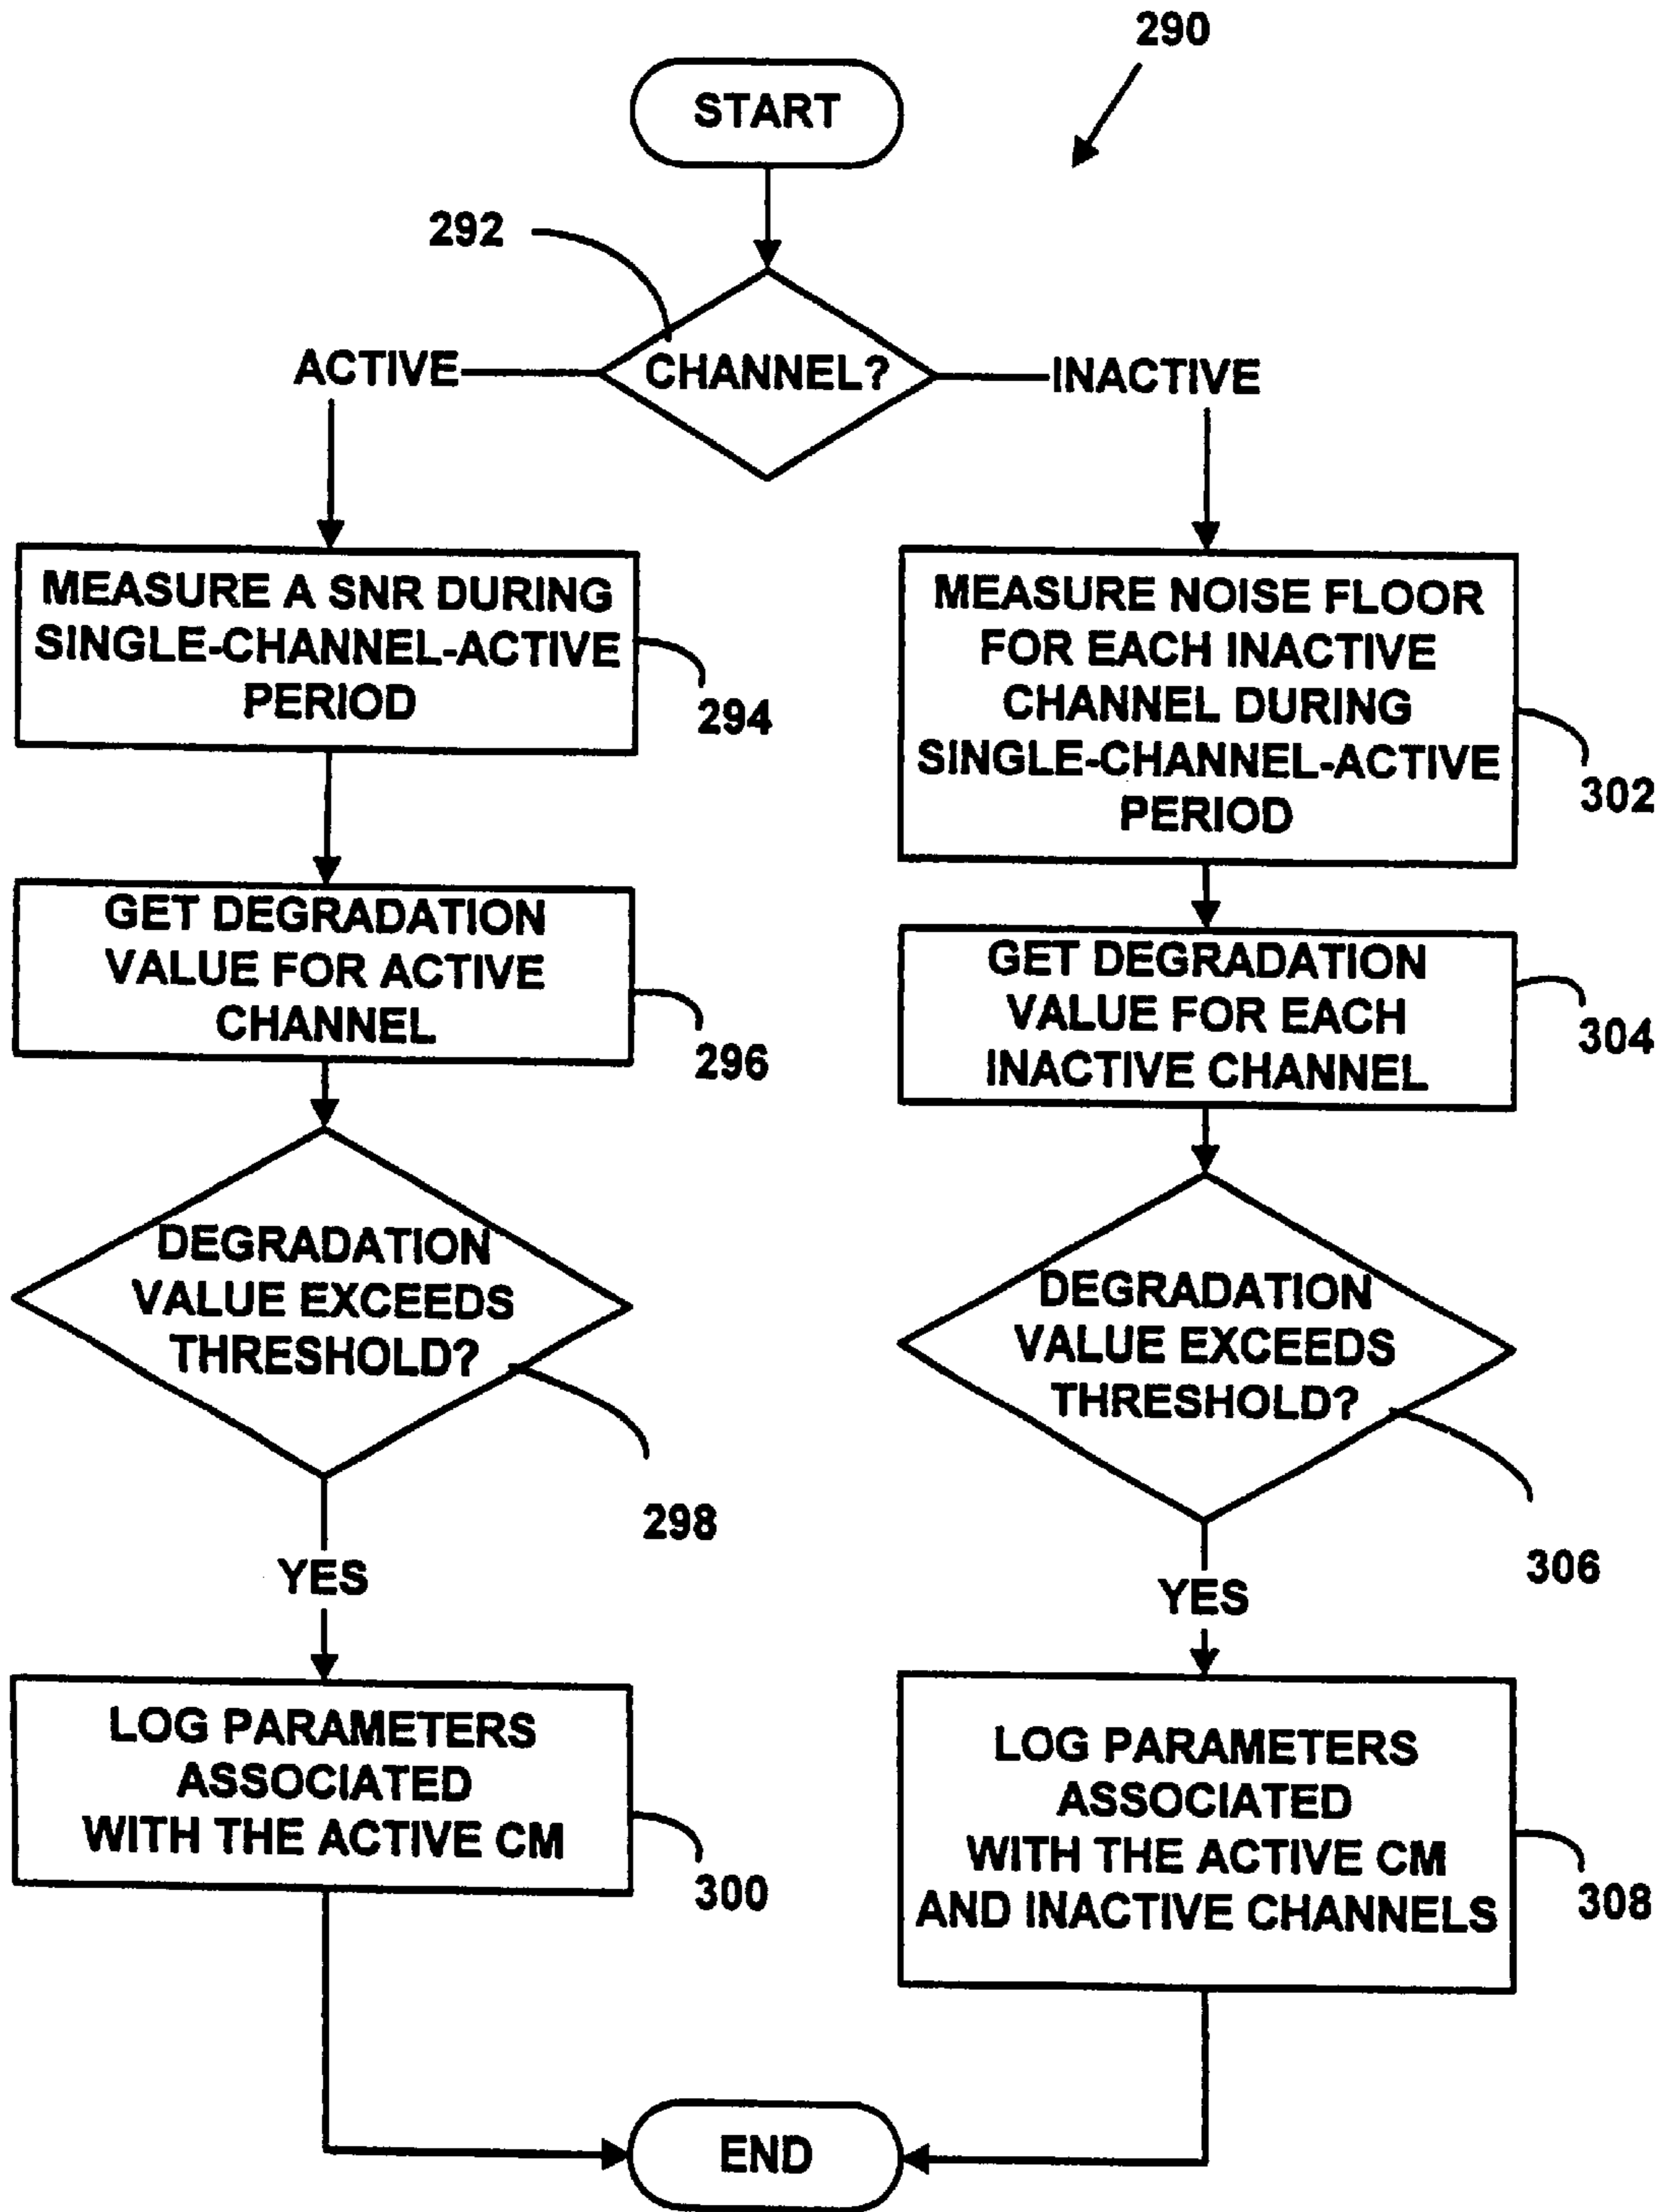 290
START
292
CHANNEL?
ACTIVE
INACTIVE
MEASURE A SNR DURING
SINGLE-CHANNEL-ACTIVE
PERIOD
294
MEASURE NOISE FLOOR
FOR EACH INACTIVE
CHANNEL DURING
SINGLE-CHANNEL-ACTIVE
PERIOD
302
GET DEGRADATION
VALUE FOR ACTIVE
CHANNEL
296
GET DEGRADATION
VALUE FOR EACH
INACTIVE CHANNEL
304
DEGRADATION
VALUE EXCEEDS
THRESHOLD?
298
DEGRADATION
VALUE EXCEEDS
THRESHOLD?
306
YES
YES
LOG PARAMETERS
ASSOCIATED
WITH THE ACTIVE CM
300
LOG PARAMETERS
ASSOCIATED
WITH THE ACTIVE CM
AND INACTIVE CHANNELS
308
END